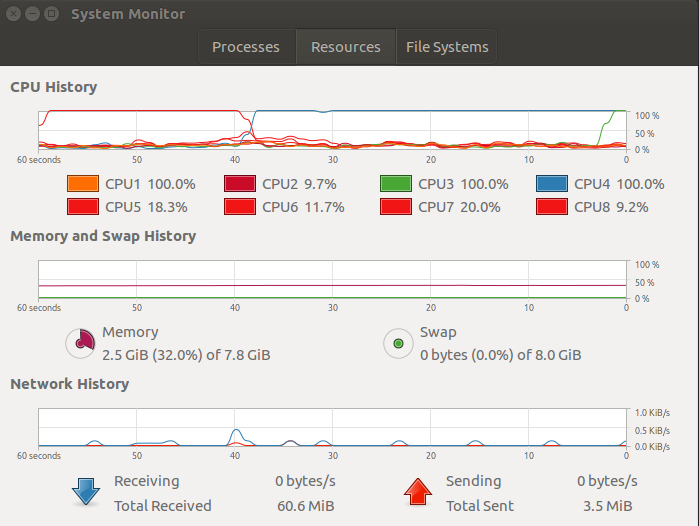 System Monitor
Processes Resources File Systems
CPU History
100 %
50 %
0 %
60 seconds 50 40 30 20 10 0
CPU1 100.0% CPU2 9.7% CPU3 100.0% CPU4 100.0%
CPU5 18.3% CPU6 11.7% CPU7 20.0% CPU8 9.2%
Memory and Swap History
100 %
50 %
0 %
60 seconds 50 40 30 20 10 0
Memory Swap
2.5 GiB (32.0%) of 7.8 GiB 0 bytes (0.0%) of 8.0 GiB
Network History
1.0 KiB/s
0.5 KiB/s
0.0 KiB/s
60 seconds 50 40 30 20 10 0
Receiving 0 bytes/s Sending 0 bytes/s
Total Received 60.6 MiB Total Sent 3.5 MiB